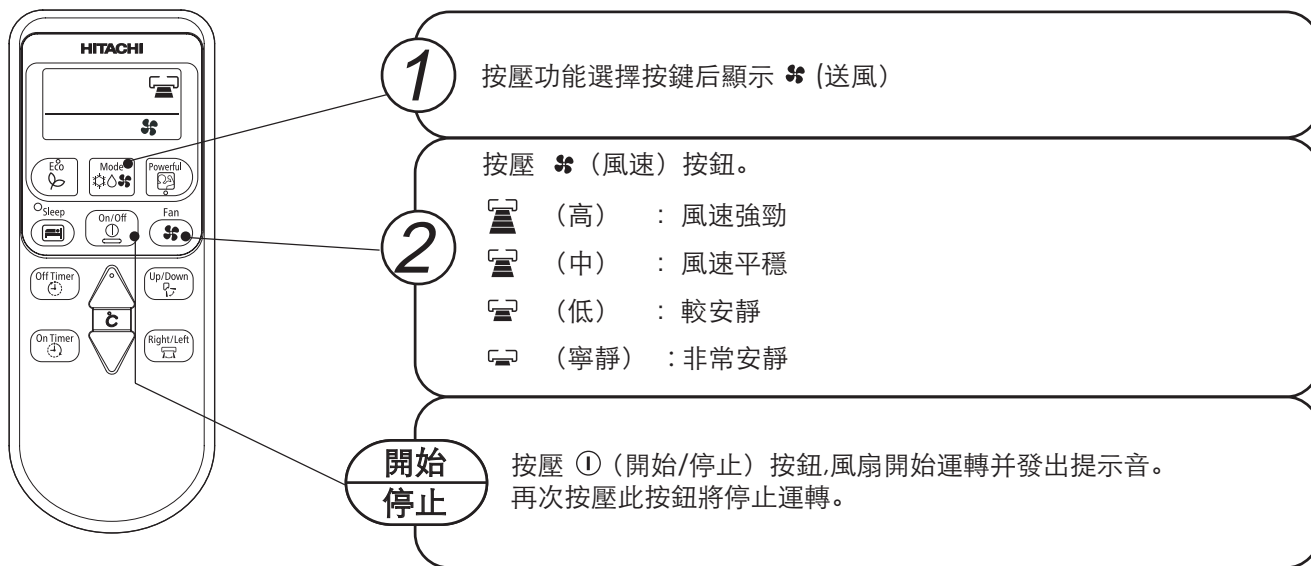 HITACHI
Eco
Mode
Powerful
Sleep
On/Off
Fan
Off Timer
Up/Down
℃
On Timer
Right/Left
1
按壓功能選擇按鍵后顯示 (送風)
2
按壓 （風速）按鈕。
（高） : 風速強勁
（中） : 風速平穩
（低） : 較安靜
（寧靜） : 非常安靜
開始
停止
按壓 （開始/停止）按鈕,風扇開始運轉并發出提示音。
再次按壓此按鈕將停止運轉。